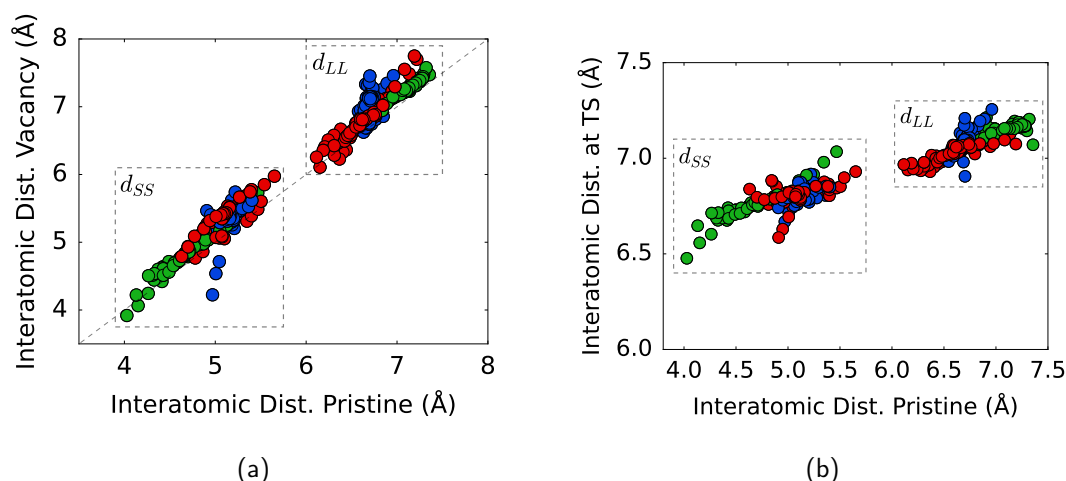 8
7
6
5
4
Interatomic Dist. Vacancy (Å)
d_LL
d_SS
4 5 6 7 8
Interatomic Dist. Pristine (Å)
(a)
7.5
7.0
6.5
6.0
Interatomic Dist. at TS (Å)
d_SS
d_LL
4.0 4.5 5.0 5.5 6.0 6.5 7.0 7.5
Interatomic Dist. Pristine (Å)
(b)